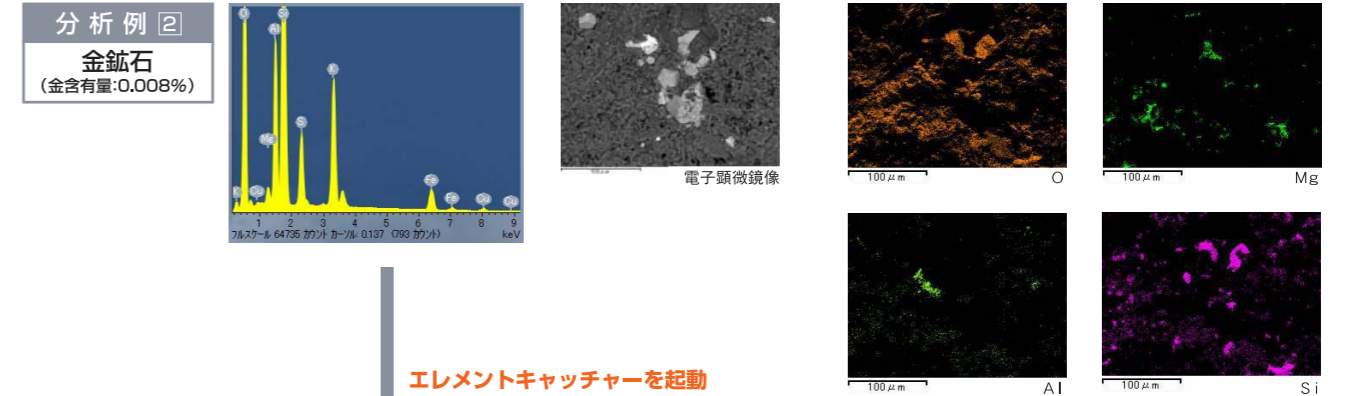 分析例 2
金鉱石
(金含有量:0.008%)
O
Si
Al
K
S
Mg
Fe
K
Cu
Fe
Cu
Cu
1 2 3 4 5 6 7 8 9
フルスケール 64735 カウント カーソル: 0.137 (793 カウント) keV
電子顕微鏡像
100μm O
100μm Mg
100μm Al
100μm Si
エレメントキャッチャーを起動